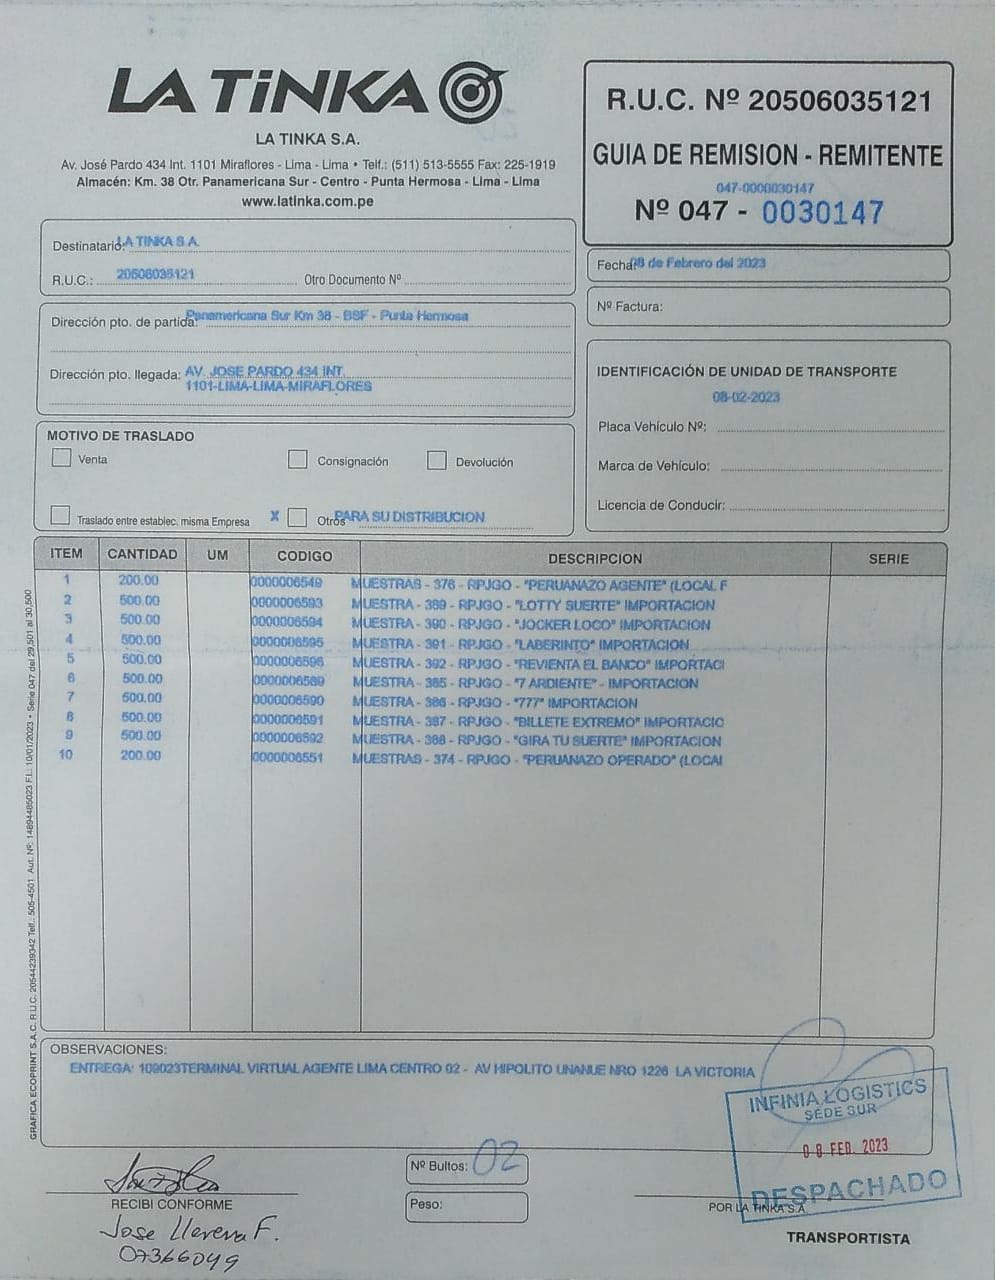 LA TiNKA
LA TINKA S.A.
Av. José Pardo 434 Int. 1101 Miraflores - Lima - Lima • Telf.: (511) 513-5555 Fax: 225-1919
Almacén: Km. 38 Otr. Panamericana Sur - Centro - Punta Hermosa - Lima - Lima
www.latinka.com.pe
R.U.C. Nº 20506035121
GUIA DE REMISION - REMITENTE
047-0000030147
Nº 047 - 0030147
Destinatario: LA TINKA S.A.
R.U.C.: 20506035121 Otro Documento Nº
Fecha: 08 de Febrero del 2023
Nº Factura:
Dirección pto. de partida: Panamericana Sur Km 38 - BSF - Punta Hermosa
Dirección pto. llegada: AV. JOSE PARDO 434 INT.
1101-LIMA-LIMA-MIRAFLORES
IDENTIFICACIÓN DE UNIDAD DE TRANSPORTE
08-02-2023
Placa Vehículo Nº:
Marca de Vehículo:
Licencia de Conducir:
MOTIVO DE TRASLADO
Venta Consignación Devolución
Traslado entre establec. misma Empresa X Otros PARA SU DISTRIBUCION
ITEM CANTIDAD UM CODIGO DESCRIPCION SERIE
1 200.00 0000006549 MUESTRAS - 376 - RPJGO - "PERUANAZO AGENTE" (LOCAL F
2 500.00 0000006593 MUESTRA - 389 - RPJGO - "LOTTY SUERTE" IMPORTACION
3 500.00 0000006594 MUESTRA - 390 - RPJGO - "JOCKER LOCO" IMPORTACION
4 500.00 0000006595 MUESTRA - 391 - RPJGO - "LABERINTO" IMPORTACION
5 500.00 0000006596 MUESTRA - 392 - RPJGO - "REVIENTA EL BANCO" IMPORTACI
6 500.00 0000006589 MUESTRA - 385 - RPJGO - "7 ARDIENTE" - IMPORTACION
7 500.00 0000006590 MUESTRA - 386 - RPJGO - "777" IMPORTACION
8 500.00 0000006591 MUESTRA - 387 - RPJGO - "BILLETE EXTREMO" IMPORTACIO
9 500.00 0000006592 MUESTRA - 388 - RPJGO - "GIRA TU SUERTE" IMPORTACION
10 200.00 0000006551 MUESTRAS - 374 - RPJGO - "PERUANAZO OPERADO" (LOCAL
GRAFICA ECOPRINT S.A.C. R.U.C. 20544239342 Telf.: 505-4501 Aut. Nº: 14894485023 F.I.: 10/01/2023 • Serie 047 del 29,501 al 30,500
OBSERVACIONES:
ENTREGA: 109023TERMINAL VIRTUAL AGENTE LIMA CENTRO 02 - AV HIPOLITO UNANUE NRO 1226 LA VICTORIA
INFINIA LOGISTICS
SEDE SUR
08 FEB. 2023
DESPACHADO
RECIBI CONFORME
Jose Llerena F.
07366049
Nº Bultos: 02
Peso:
POR LA TINKA S.A.
TRANSPORTISTA